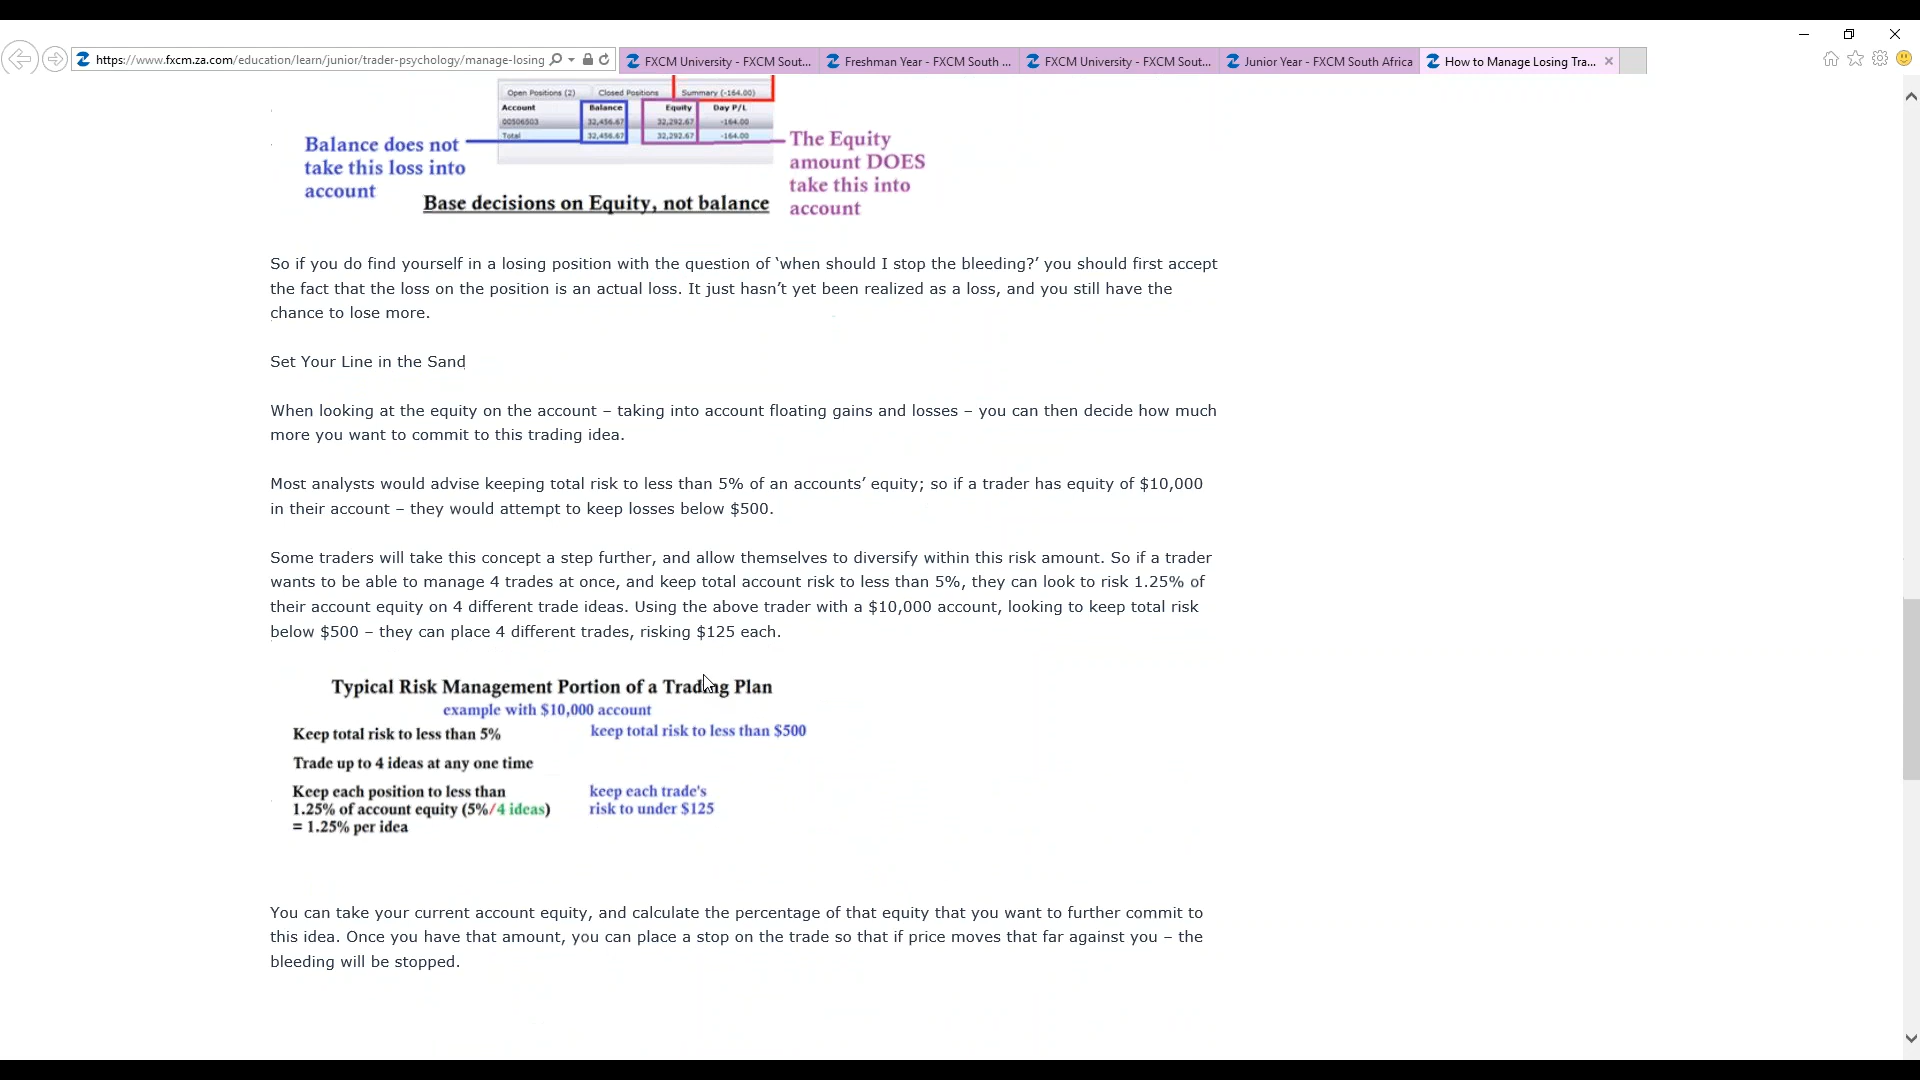 https://www.fxcm.za.com/education/learn/junior/trader-psychology/manage-losing
FXCM University - FXCM Sout...
Freshman Year - FXCM South ...
FXCM University - FXCM Sout...
Junior Year - FXCM South Africa
How to Manage Losing Tra...
Open Positions (2) Closed Positions Summary (-164.00)
Account Balance Equity Day P/L
00506503 32,456.67 32,292.67 -164.00
Total 32,456.67 32,292.67 -164.00
Balance does not
take this loss into
account
The Equity
amount DOES
take this into
account
Base decisions on Equity, not balance
So if you do find yourself in a losing position with the question of ‘when should I stop the bleeding?’ you should first accept
the fact that the loss on the position is an actual loss. It just hasn’t yet been realized as a loss, and you still have the
chance to lose more.
Set Your Line in the Sand
When looking at the equity on the account – taking into account floating gains and losses – you can then decide how much
more you want to commit to this trading idea.
Most analysts would advise keeping total risk to less than 5% of an accounts’ equity; so if a trader has equity of $10,000
in their account – they would attempt to keep losses below $500.
Some traders will take this concept a step further, and allow themselves to diversify within this risk amount. So if a trader
wants to be able to manage 4 trades at once, and keep total account risk to less than 5%, they can look to risk 1.25% of
their account equity on 4 different trade ideas. Using the above trader with a $10,000 account, looking to keep total risk
below $500 – they can place 4 different trades, risking $125 each.
Typical Risk Management Portion of a Trading Plan
example with $10,000 account
Keep total risk to less than 5%
keep total risk to less than $500
Trade up to 4 ideas at any one time
Keep each position to less than
1.25% of account equity (5%/4 ideas)
= 1.25% per idea
keep each trade's
risk to under $125
You can take your current account equity, and calculate the percentage of that equity that you want to further commit to
this idea. Once you have that amount, you can place a stop on the trade so that if price moves that far against you – the
bleeding will be stopped.